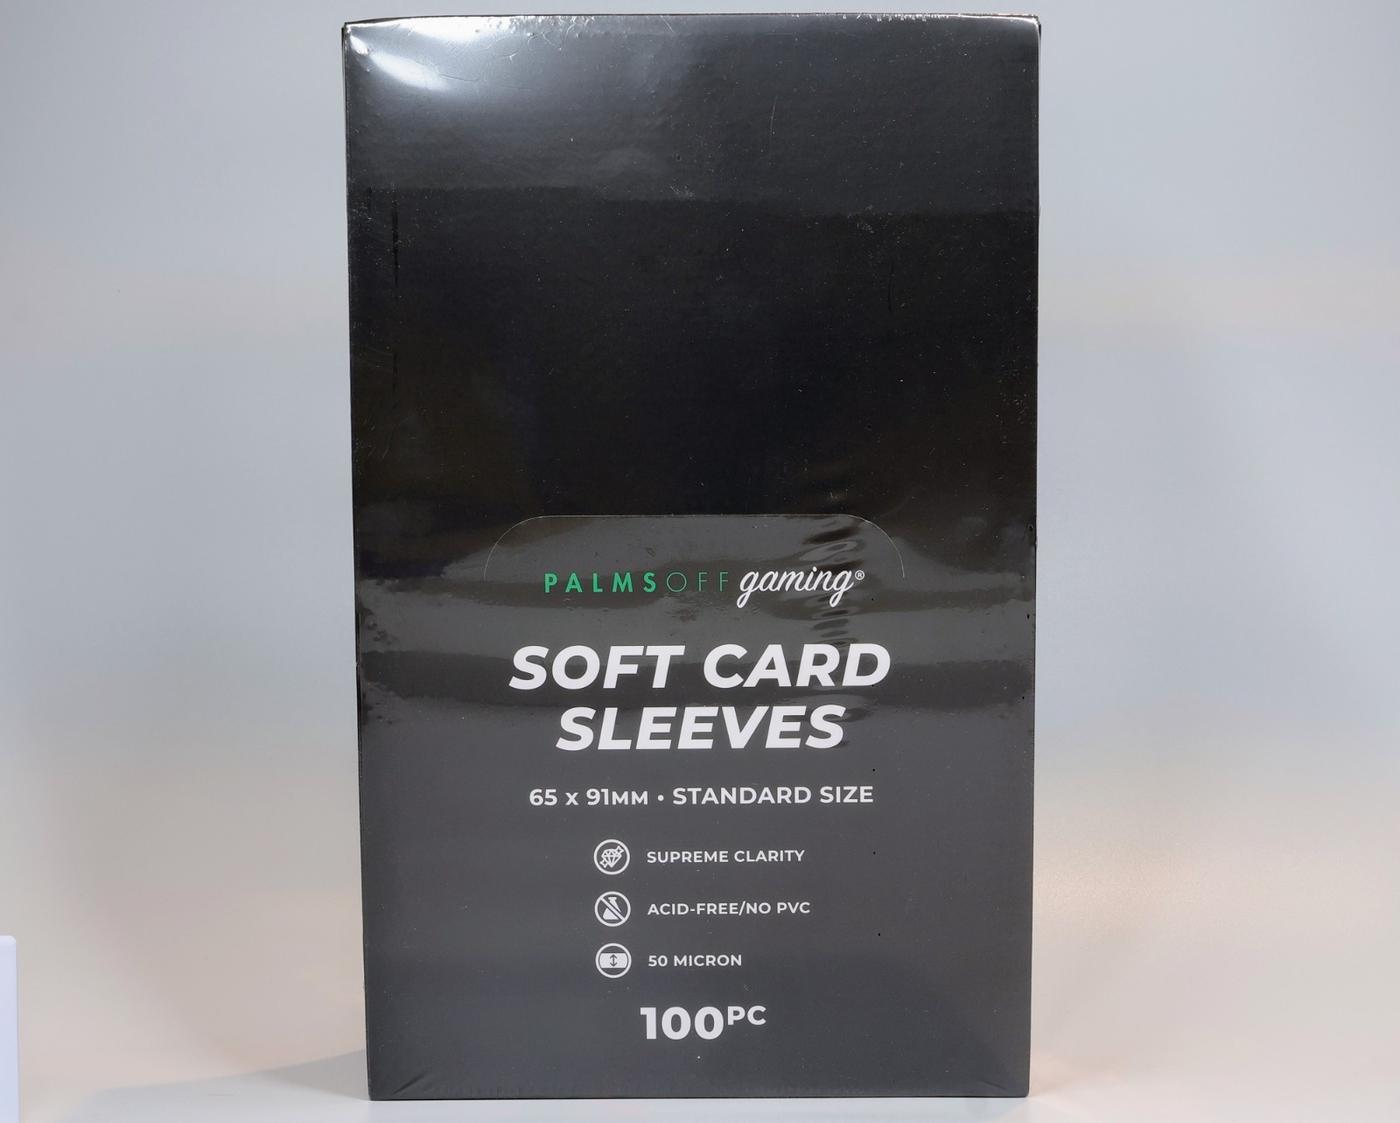 PALMSOFF gaming®
SOFT CARD
SLEEVES
65 x 91MM • STANDARD SIZE
SUPREME CLARITY
ACID-FREE/NO PVC
50 MICRON
100PC